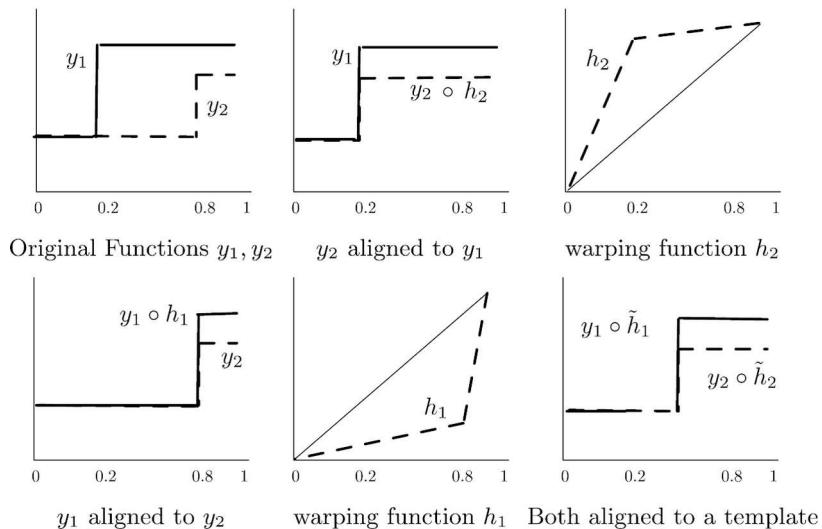 y₁
y₂
0 0.2 0.8 1
Original Functions y₁, y₂
y₁
y₂ ∘ h₂
0 0.2 0.8 1
y₂ aligned to y₁
h₂
0 0.2 0.8 1
warping function h₂
y₁ ∘ h₁
y₂
0 0.2 0.8 1
y₁ aligned to y₂
h₁
0 0.2 0.8 1
warping function h₁
y₁ ∘ h̃₁
y₂ ∘ h̃₂
0 0.2 0.8 1
Both aligned to a template